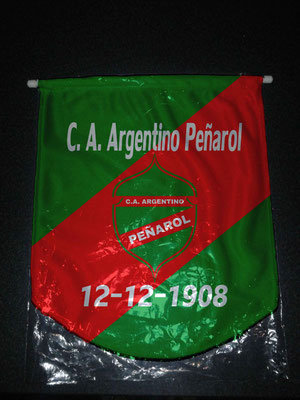 C. A. Argentino Peñarol
C.A. ARGENTINO
PEÑAROL
12-12-1908